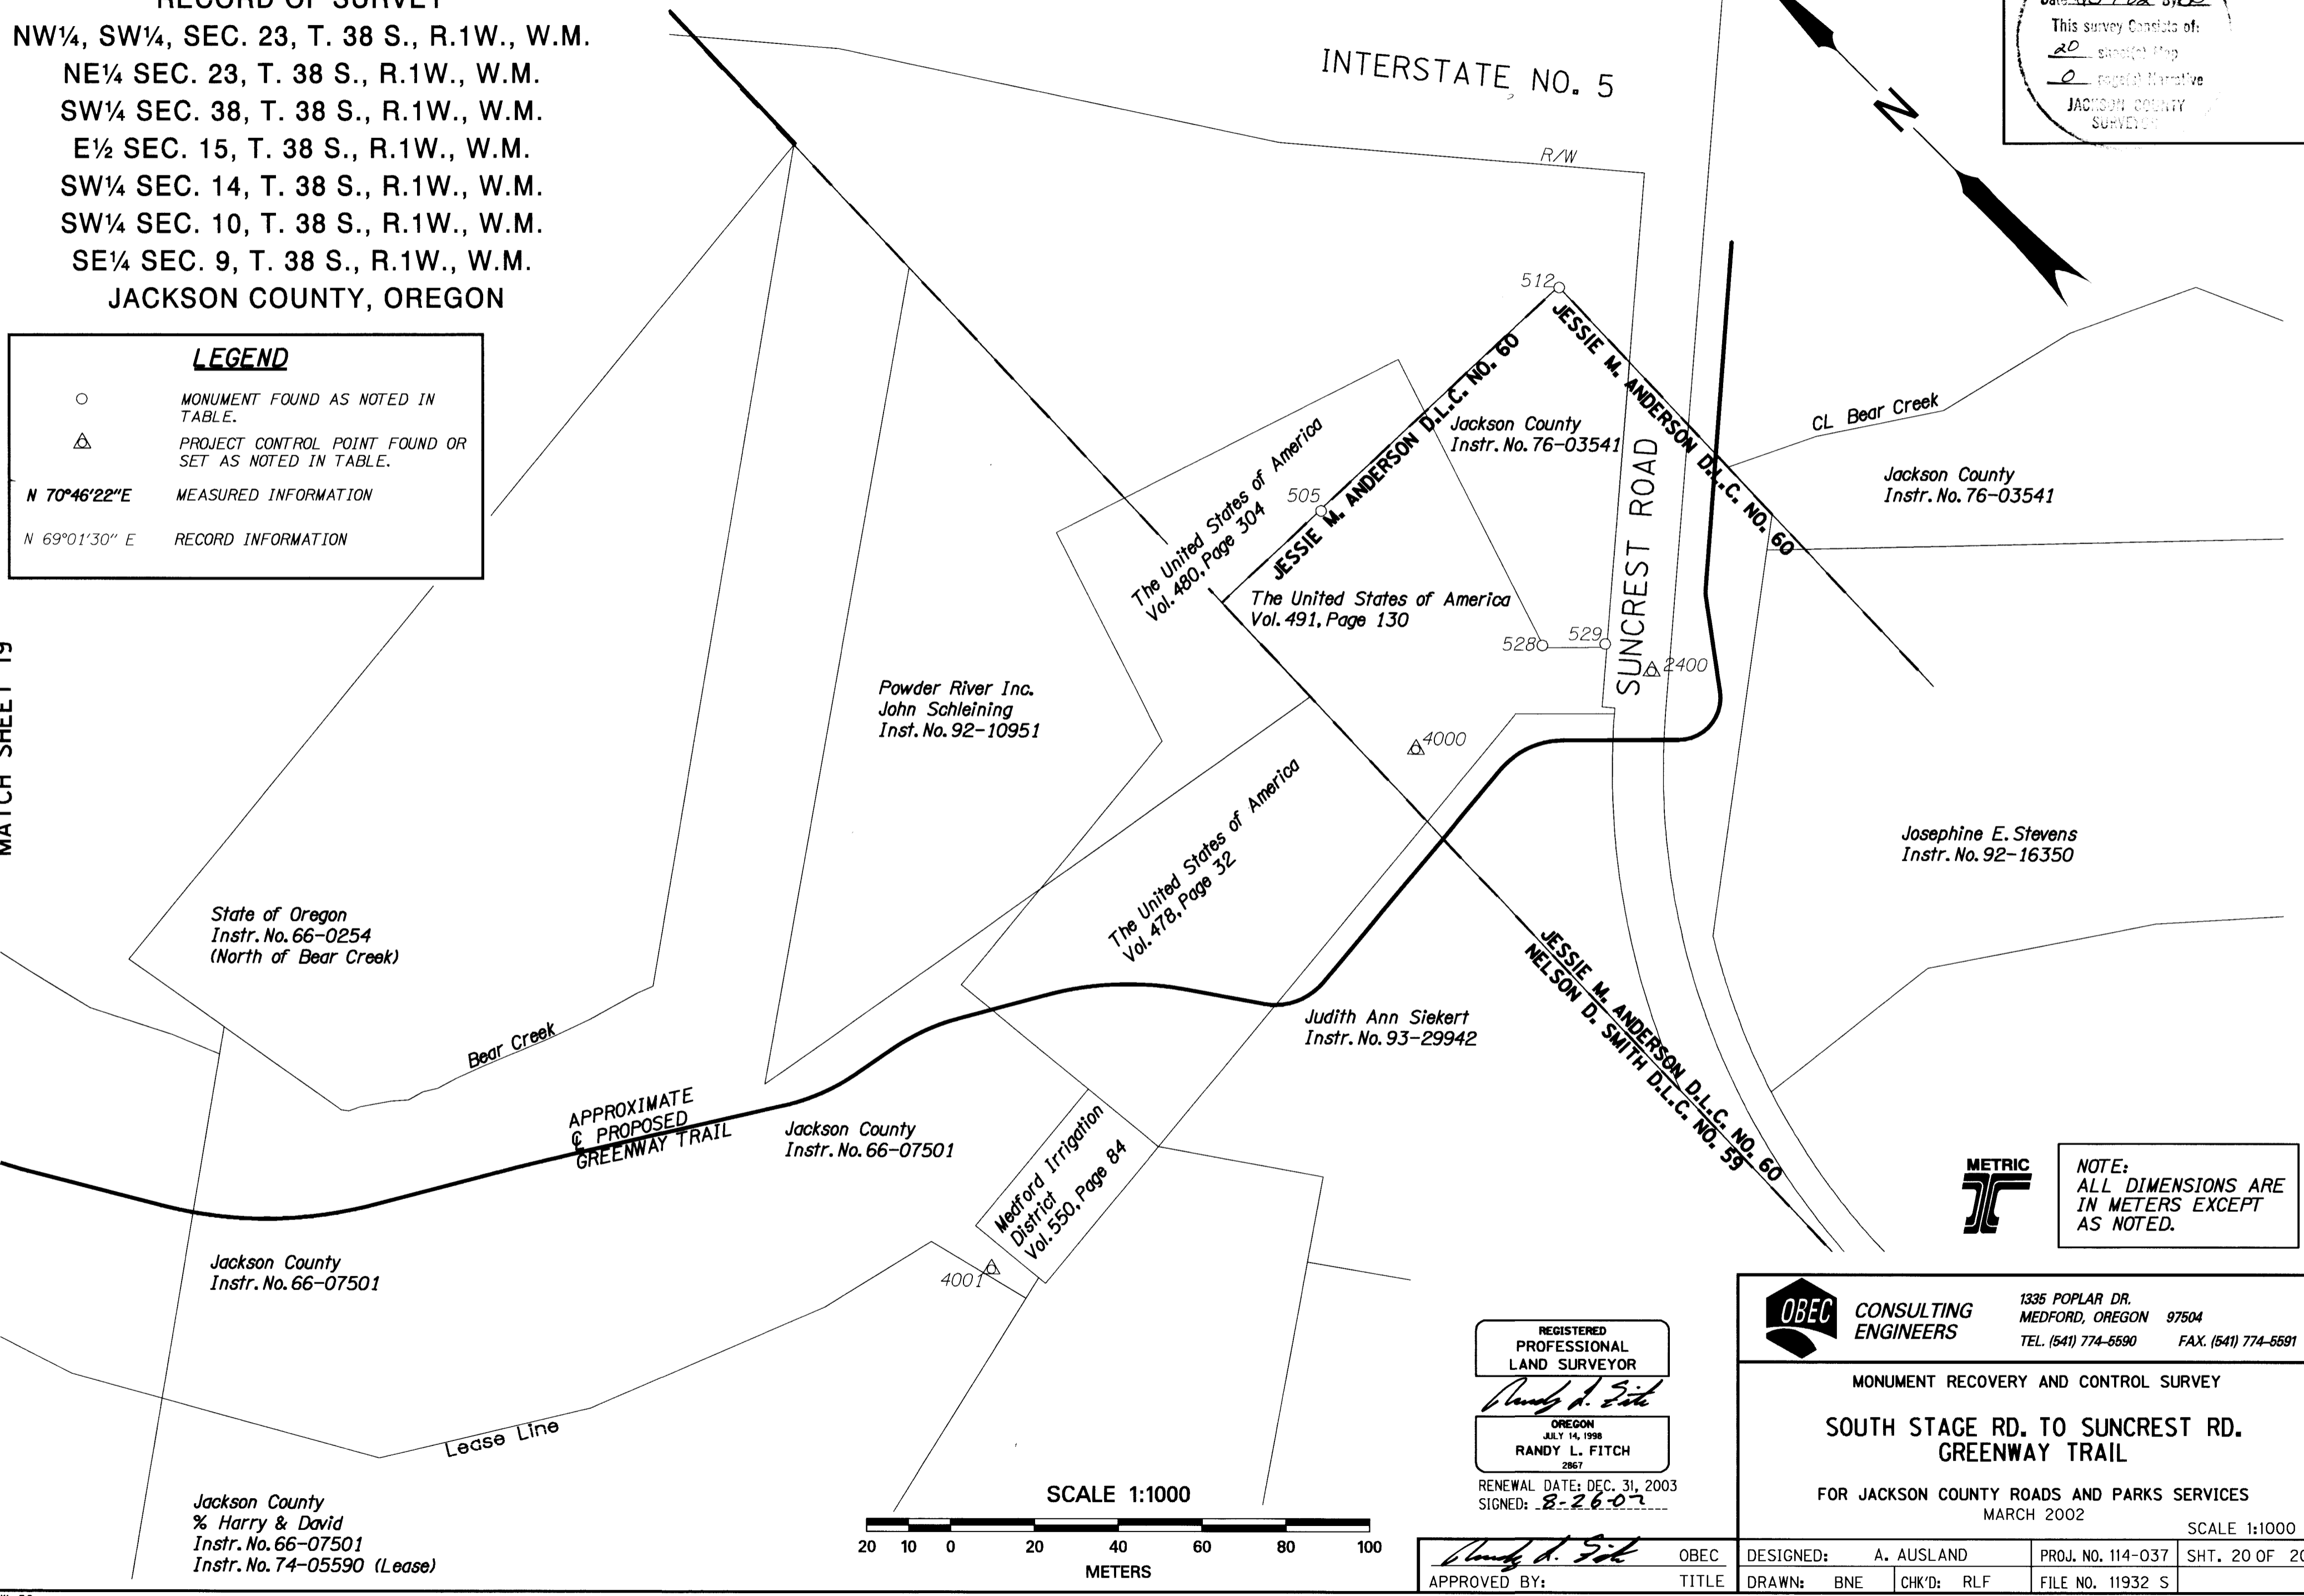 RECORD OF SURVEY
NW¼, SW¼, SEC. 23, T. 38 S., R.1W., W.M.
NE¼ SEC. 23, T. 38 S., R.1W., W.M.
SW¼ SEC. 38, T. 38 S., R.1W., W.M.
E½ SEC. 15, T. 38 S., R.1W., W.M.
SW¼ SEC. 14, T. 38 S., R.1W., W.M.
SW¼ SEC. 10, T. 38 S., R.1W., W.M.
SE¼ SEC. 9, T. 38 S., R.1W., W.M.
JACKSON COUNTY, OREGON
LEGEND
MONUMENT FOUND AS NOTED IN
TABLE.
PROJECT CONTROL POINT FOUND OR
SET AS NOTED IN TABLE.
N 70°46'22"E MEASURED INFORMATION
N 69°01'30" E RECORD INFORMATION
MATCH SHEET 19
INTERSTATE NO. 5
R/W
N
This survey Consists of:
20 sheet(s) Map
0 page(s) Narrative
JACKSON COUNTY
SURVEYOR
512
JESSIE M. ANDERSON D.L.C. NO. 60
JESSIE M. ANDERSON D.L.C. NO. 60
Jackson County
Instr. No. 76-03541
SUNCREST ROAD
CL Bear Creek
Jackson County
Instr. No. 76-03541
505
The United States of America
Vol. 480, Page 304
The United States of America
Vol. 491, Page 130
528
529
2400
4000
Powder River Inc.
John Schleining
Inst. No. 92-10951
The United States of America
Vol. 478, Page 32
Josephine E. Stevens
Instr. No. 92-16350
State of Oregon
Instr. No. 66-0254
(North of Bear Creek)
Bear Creek
Judith Ann Siekert
Instr. No. 93-29942
JESSIE M. ANDERSON D.L.C. NO. 60
NELSON D. SMITH D.L.C. NO. 59
APPROXIMATE
℄ PROPOSED
GREENWAY TRAIL
Jackson County
Instr. No. 66-07501
Medford Irrigation
District
Vol. 550, Page 84
4001
Jackson County
Instr. No. 66-07501
Lease Line
Jackson County
% Harry & David
Instr. No. 66-07501
Instr. No. 74-05590 (Lease)
SCALE 1:1000
20 10 0 20 40 60 80 100
METERS
METRIC
NOTE:
ALL DIMENSIONS ARE
IN METERS EXCEPT
AS NOTED.
REGISTERED
PROFESSIONAL
LAND SURVEYOR
Randy L. Fitch
OREGON
JULY 14, 1998
RANDY L. FITCH
2867
RENEWAL DATE: DEC. 31, 2003
SIGNED: 8-26-02
Randy L. Fitch OBEC
APPROVED BY: TITLE
OBEC CONSULTING
ENGINEERS
1335 POPLAR DR.
MEDFORD, OREGON 97504
TEL. (541) 774-5590 FAX. (541) 774-5591
MONUMENT RECOVERY AND CONTROL SURVEY
SOUTH STAGE RD. TO SUNCREST RD.
GREENWAY TRAIL
FOR JACKSON COUNTY ROADS AND PARKS SERVICES
MARCH 2002
SCALE 1:1000
DESIGNED: A. AUSLAND PROJ. NO. 114-037 SHT. 20 OF 20
DRAWN: BNE CHK'D: RLF FILE NO. 11932 S